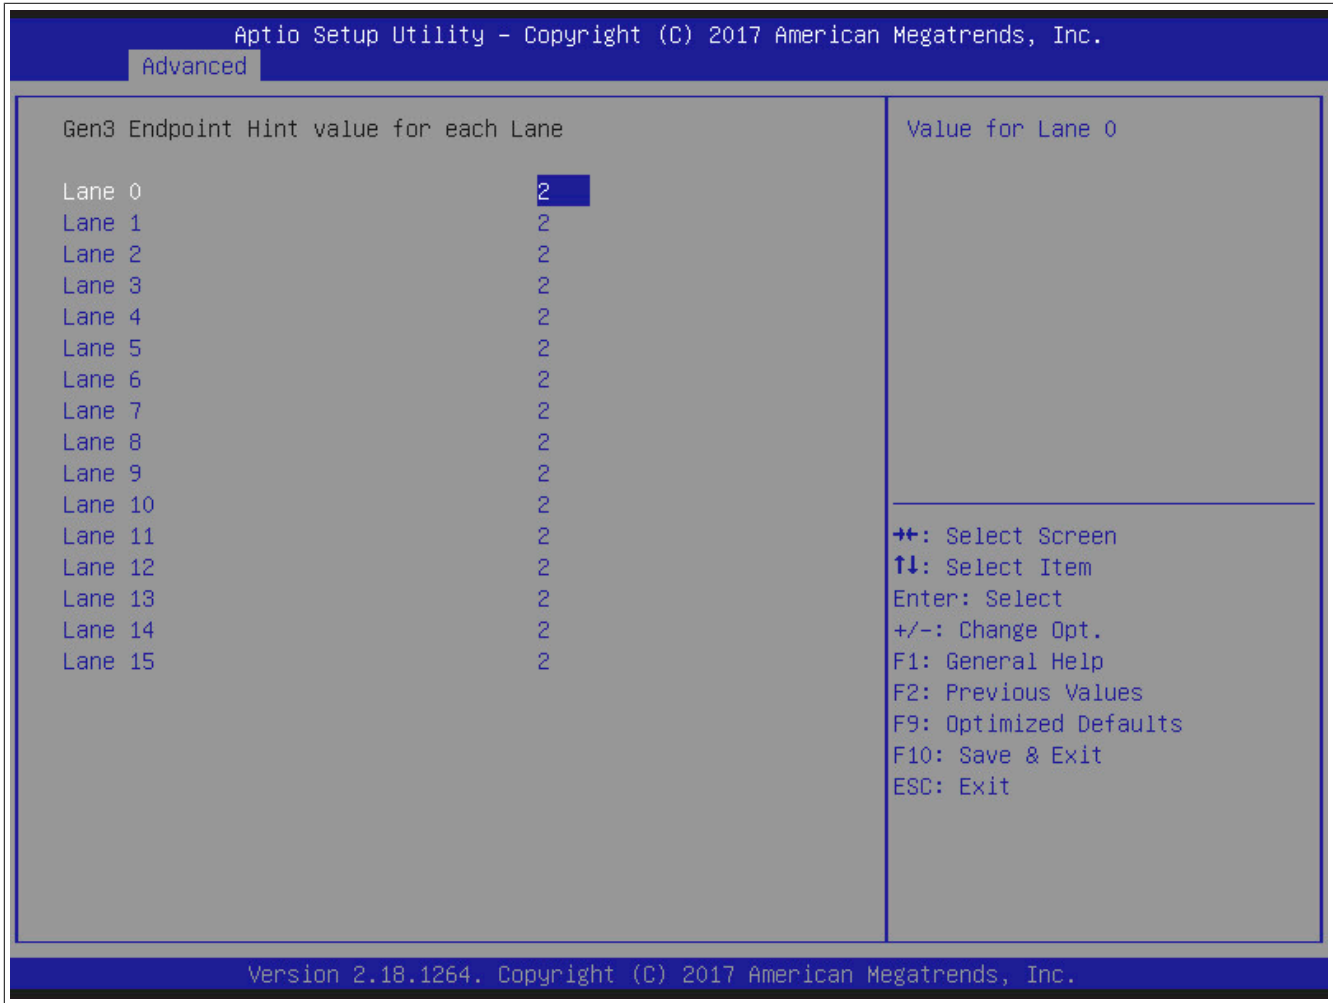 Aptio Setup Utility – Copyright (C) 2017 American Megatrends, Inc.
Advanced
Gen3 Endpoint Hint value for each Lane
Lane 0 2
Lane 1 2
Lane 2 2
Lane 3 2
Lane 4 2
Lane 5 2
Lane 6 2
Lane 7 2
Lane 8 2
Lane 9 2
Lane 10 2
Lane 11 2
Lane 12 2
Lane 13 2
Lane 14 2
Lane 15 2
Value for Lane 0
→←: Select Screen
↑↓: Select Item
Enter: Select
+/-: Change Opt.
F1: General Help
F2: Previous Values
F9: Optimized Defaults
F10: Save & Exit
ESC: Exit
Version 2.18.1264. Copyright (C) 2017 American Megatrends, Inc.